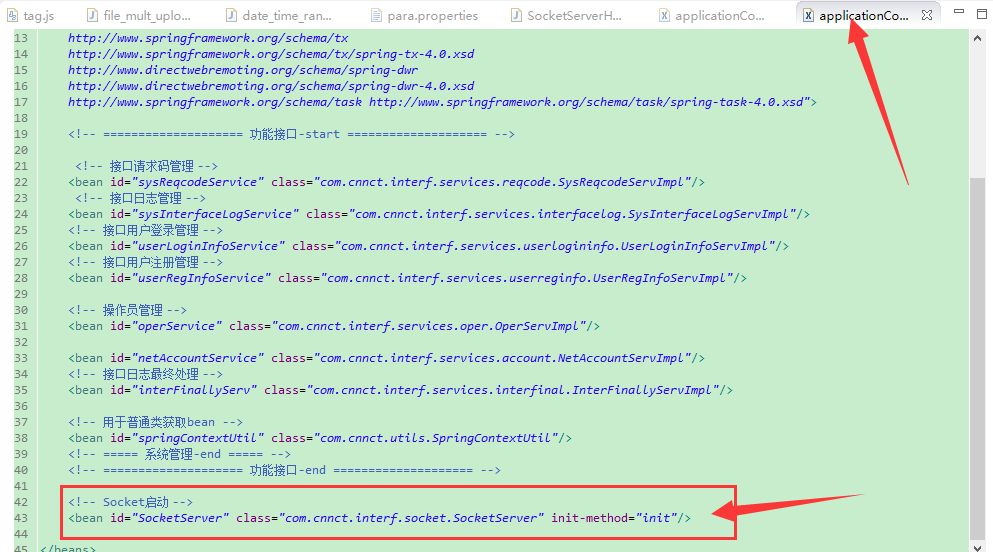 tag.js file_mult_uplo... date_time_ran... para.properties SocketServerH... applicationCo... applicationCo...
13 http://www.springframework.org/schema/tx
14 http://www.springframework.org/schema/tx/spring-tx-4.0.xsd
15 http://www.directwebremoting.org/schema/spring-dwr
16 http://www.directwebremoting.org/schema/spring-dwr-4.0.xsd
17 http://www.springframework.org/schema/task http://www.springframework.org/schema/task/spring-task-4.0.xsd">
18
19 <!-- ==================== 功能接口-start ==================== -->
20
21 <!-- 接口请求码管理 -->
22 <bean id="sysReqcodeService" class="com.cnnct.interf.services.reqcode.SysReqcodeServImpl"/>
23 <!-- 接口日志管理 -->
24 <bean id="sysInterfaceLogService" class="com.cnnct.interf.services.interfacelog.SysInterfaceLogServImpl"/>
25 <!-- 接口用户登录管理 -->
26 <bean id="userLoginInfoService" class="com.cnnct.interf.services.userlogininfo.UserLoginInfoServImpl"/>
27 <!-- 接口用户注册管理 -->
28 <bean id="userRegInfoService" class="com.cnnct.interf.services.userreginfo.UserRegInfoServImpl"/>
29
30 <!-- 操作员管理 -->
31 <bean id="operService" class="com.cnnct.interf.services.oper.OperServImpl"/>
32
33 <bean id="netAccountService" class="com.cnnct.interf.services.account.NetAccountServImpl"/>
34 <!-- 接口日志最终处理 -->
35 <bean id="interFinallyServ" class="com.cnnct.interf.services.interfinal.InterFinallyServImpl"/>
36
37 <!-- 用于普通类获取bean -->
38 <bean id="springContextUtil" class="com.cnnct.utils.SpringContextUtil"/>
39 <!-- ===== 系统管理-end ===== -->
40 <!-- ==================== 功能接口-end ==================== -->
41
42 <!-- Socket启动 -->
43 <bean id="SocketServer" class="com.cnnct.interf.socket.SocketServer" init-method="init"/>
44
45 </beans>